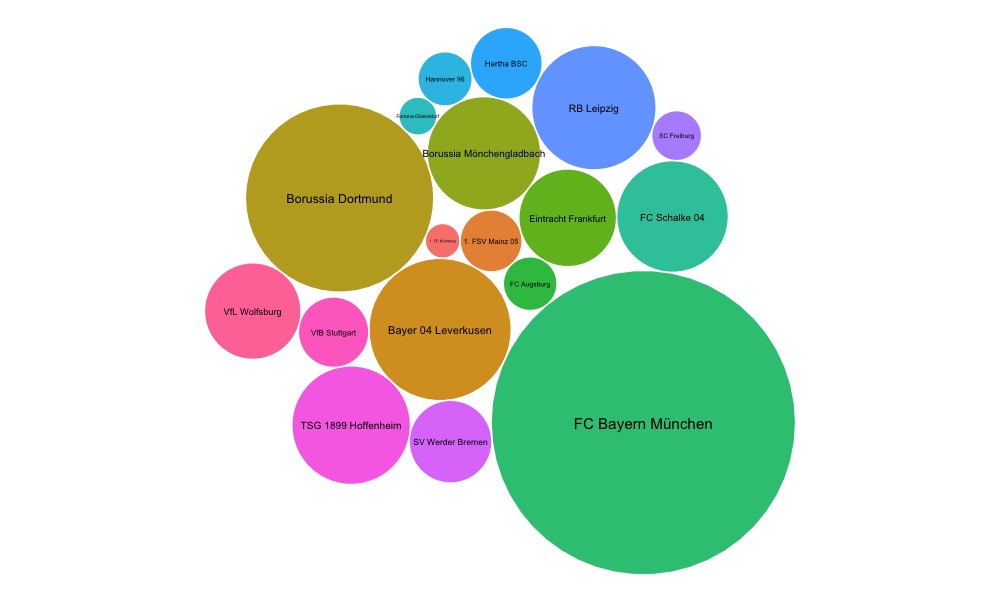 Hertha BSC
Hannover 96
RB Leipzig
Fortuna Düsseldorf
SC Freiburg
Borussia Mönchengladbach
Borussia Dortmund
FC Schalke 04
Eintracht Frankfurt
1. FC Nürnberg
1. FSV Mainz 05
FC Augsburg
VfL Wolfsburg
Bayer 04 Leverkusen
VfB Stuttgart
FC Bayern München
TSG 1899 Hoffenheim
SV Werder Bremen